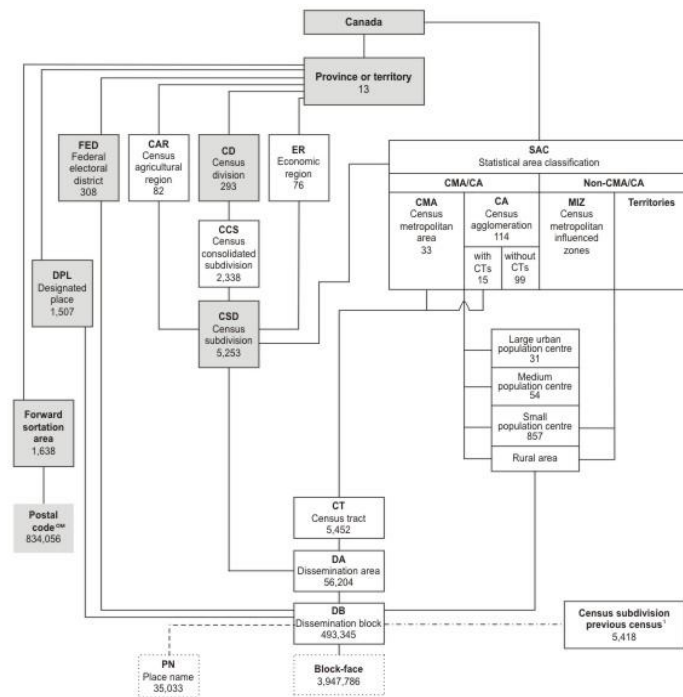 Canada
Province or territory
13
FED
Federal
electoral
district
308
CAR
Census
agricultural
region
82
CD
Census
division
293
ER
Economic
region
76
SAC
Statistical area classification
CMA/CA
Non-CMA/CA
CMA
Census
metropolitan
area
33
CA
Census
agglomeration
114
with
CTs
15
without
CTs
99
MIZ
Census
metropolitan
influenced
zones
Territories
CCS
Census
consolidated
subdivision
2,338
DPL
Designated
place
1,507
CSD
Census
subdivision
5,253
Large urban
population centre
31
Medium
population centre
54
Small
population centre
857
Rural area
Forward
sortation
area
1,638
Postal
code OM
834,056
CT
Census tract
5,452
DA
Dissemination area
56,204
DB
Dissemination block
493,345
Census subdivision
previous census¹
5,418
PN
Place name
35,033
Block-face
3,947,786